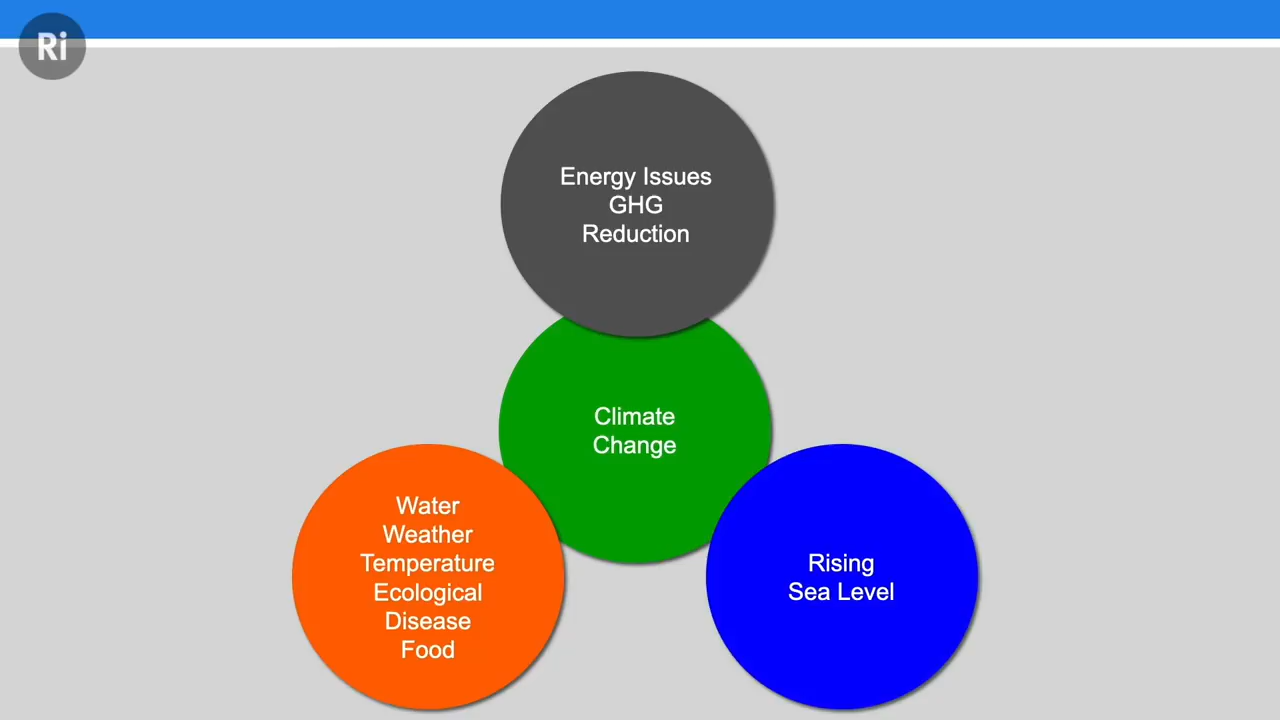 Ri
Energy Issues
GHG
Reduction
Climate
Change
Water
Weather
Temperature
Ecological
Disease
Food
Rising
Sea Level